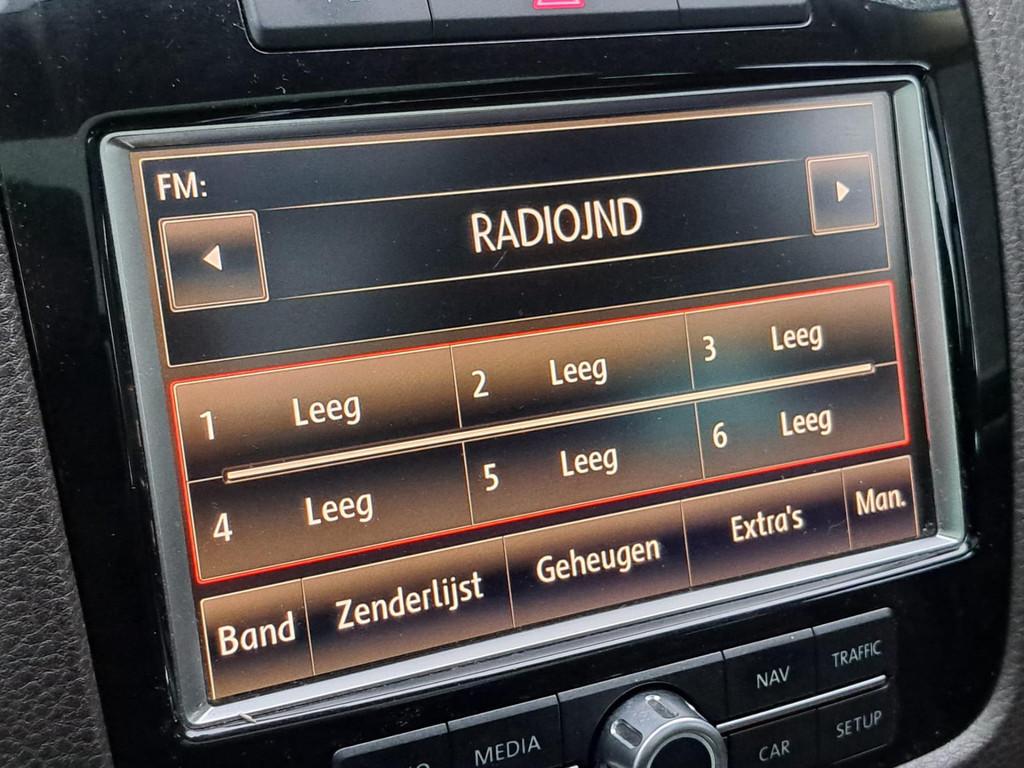 FM:
RADIOJND
1 Leeg 2 Leeg 3 Leeg
4 Leeg 5 Leeg 6 Leeg
Band Zenderlijst Geheugen Extra's Man.
MEDIA NAV TRAFFIC
CAR SETUP